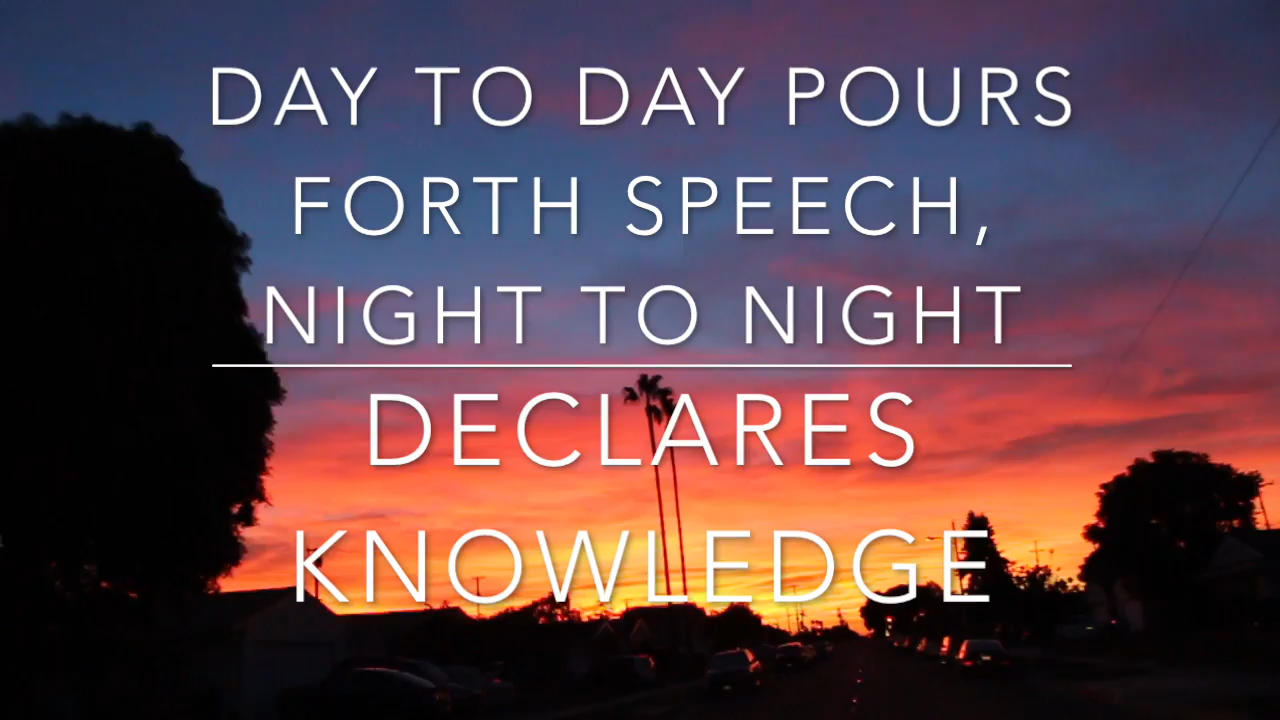 DAY TO DAY POURS
FORTH SPEECH,
NIGHT TO NIGHT
DECLARES
KNOWLEDGE